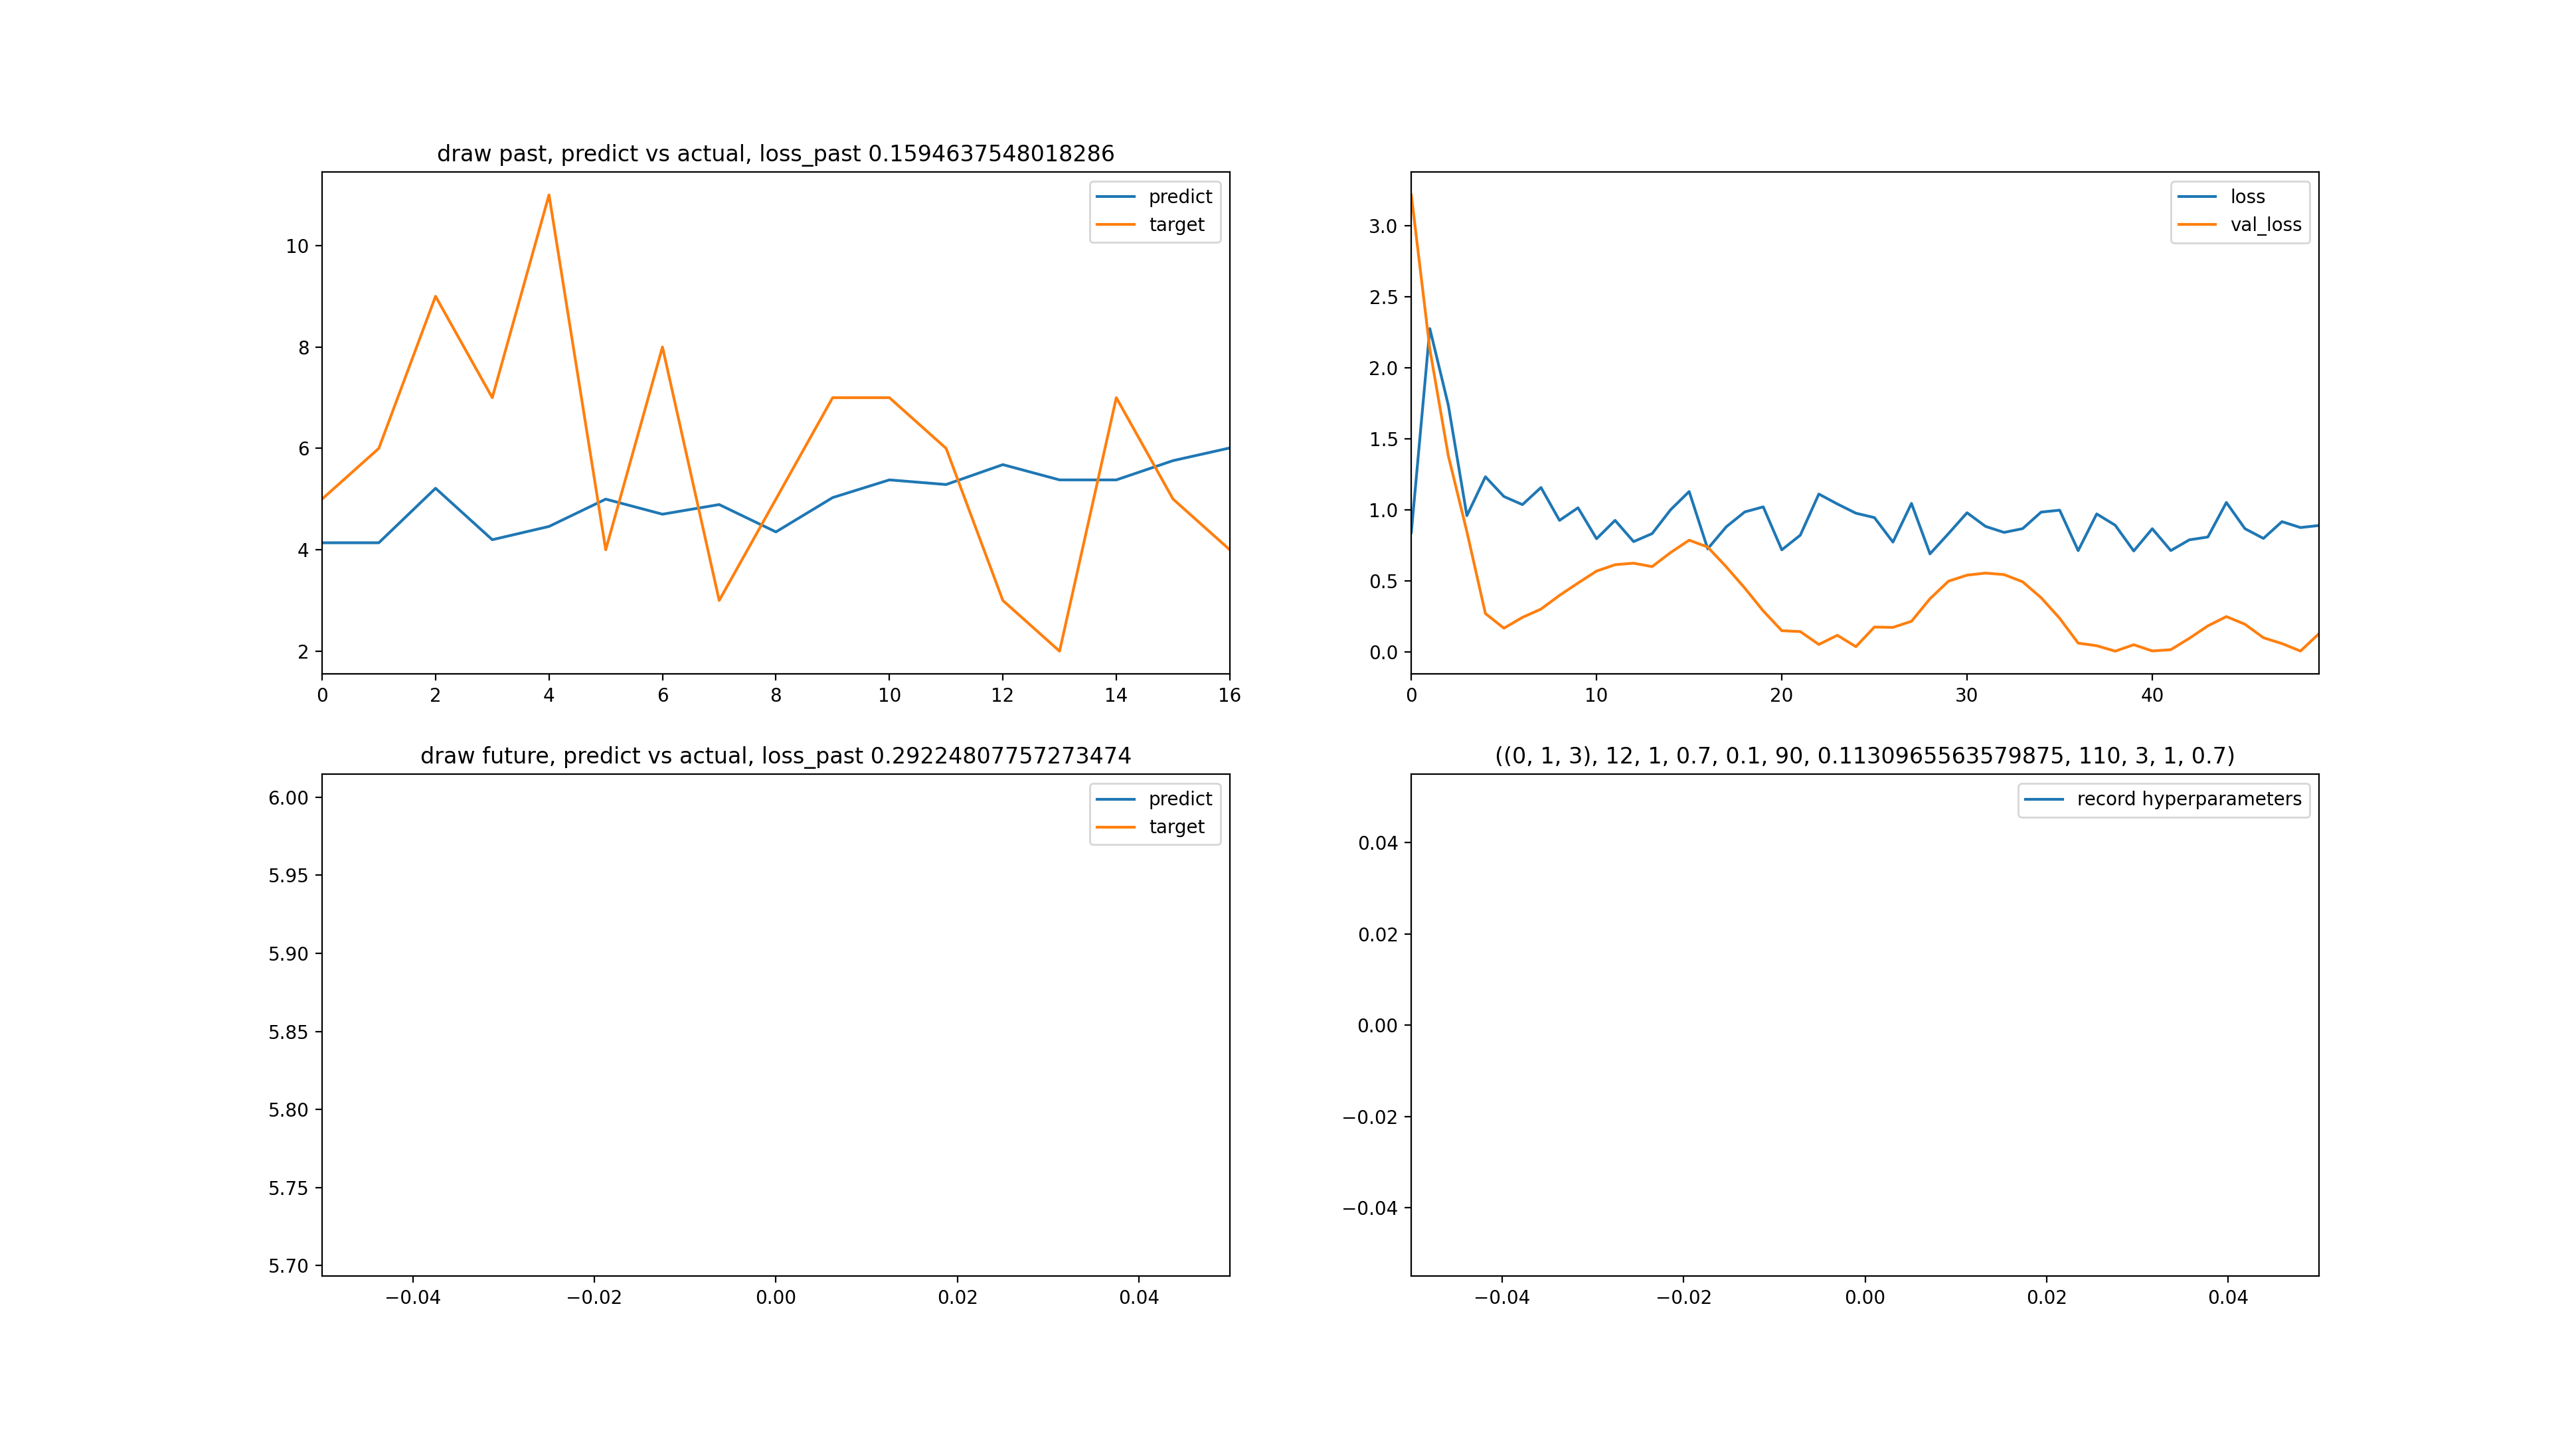 draw past, predict vs actual, loss_past 0.1594637548018286
predict
target
10
8
6
4
2
0 2 4 6 8 10 12 14 16
loss
val_loss
3.0
2.5
2.0
1.5
1.0
0.5
0.0
0 10 20 30 40
draw future, predict vs actual, loss_past 0.29224807757273474
predict
target
6.00
5.95
5.90
5.85
5.80
5.75
5.70
−0.04 −0.02 0.00 0.02 0.04
((0, 1, 3), 12, 1, 0.7, 0.1, 90, 0.1130965563579875, 110, 3, 1, 0.7)
record hyperparameters
0.04
0.02
0.00
−0.02
−0.04
−0.04 −0.02 0.00 0.02 0.04